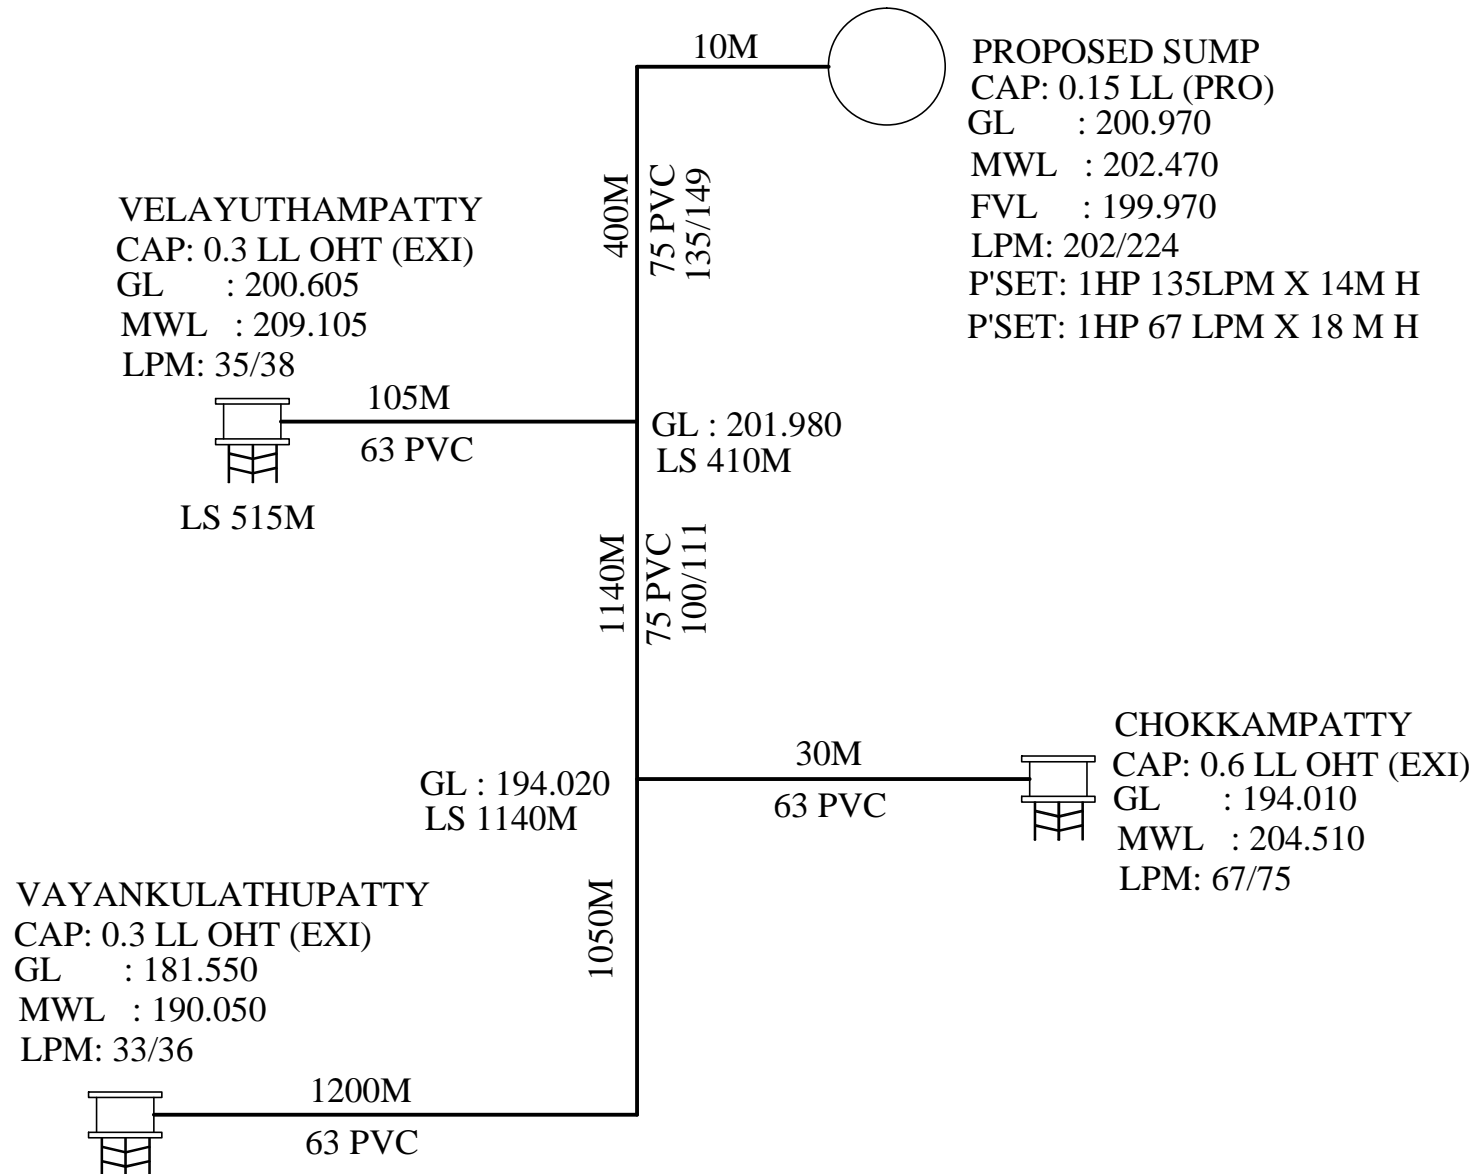 10M
PROPOSED SUMP
CAP: 0.15 LL (PRO)
GL : 200.970
MWL : 202.470
FVL : 199.970
LPM: 202/224
P'SET: 1HP 135LPM X 14M H
P'SET: 1HP 67 LPM X 18 M H
400M
75 PVC
135/149
VELAYUTHAMPATTY
CAP: 0.3 LL OHT (EXI)
GL : 200.605
MWL : 209.105
LPM: 35/38
105M
63 PVC
LS 515M
GL : 201.980
LS 410M
1140M
75 PVC
100/111
30M
63 PVC
CHOKKAMPATTY
CAP: 0.6 LL OHT (EXI)
GL : 194.010
MWL : 204.510
LPM: 67/75
GL : 194.020
LS 1140M
1050M
VAYANKULATHUPATTY
CAP: 0.3 LL OHT (EXI)
GL : 181.550
MWL : 190.050
LPM: 33/36
1200M
63 PVC